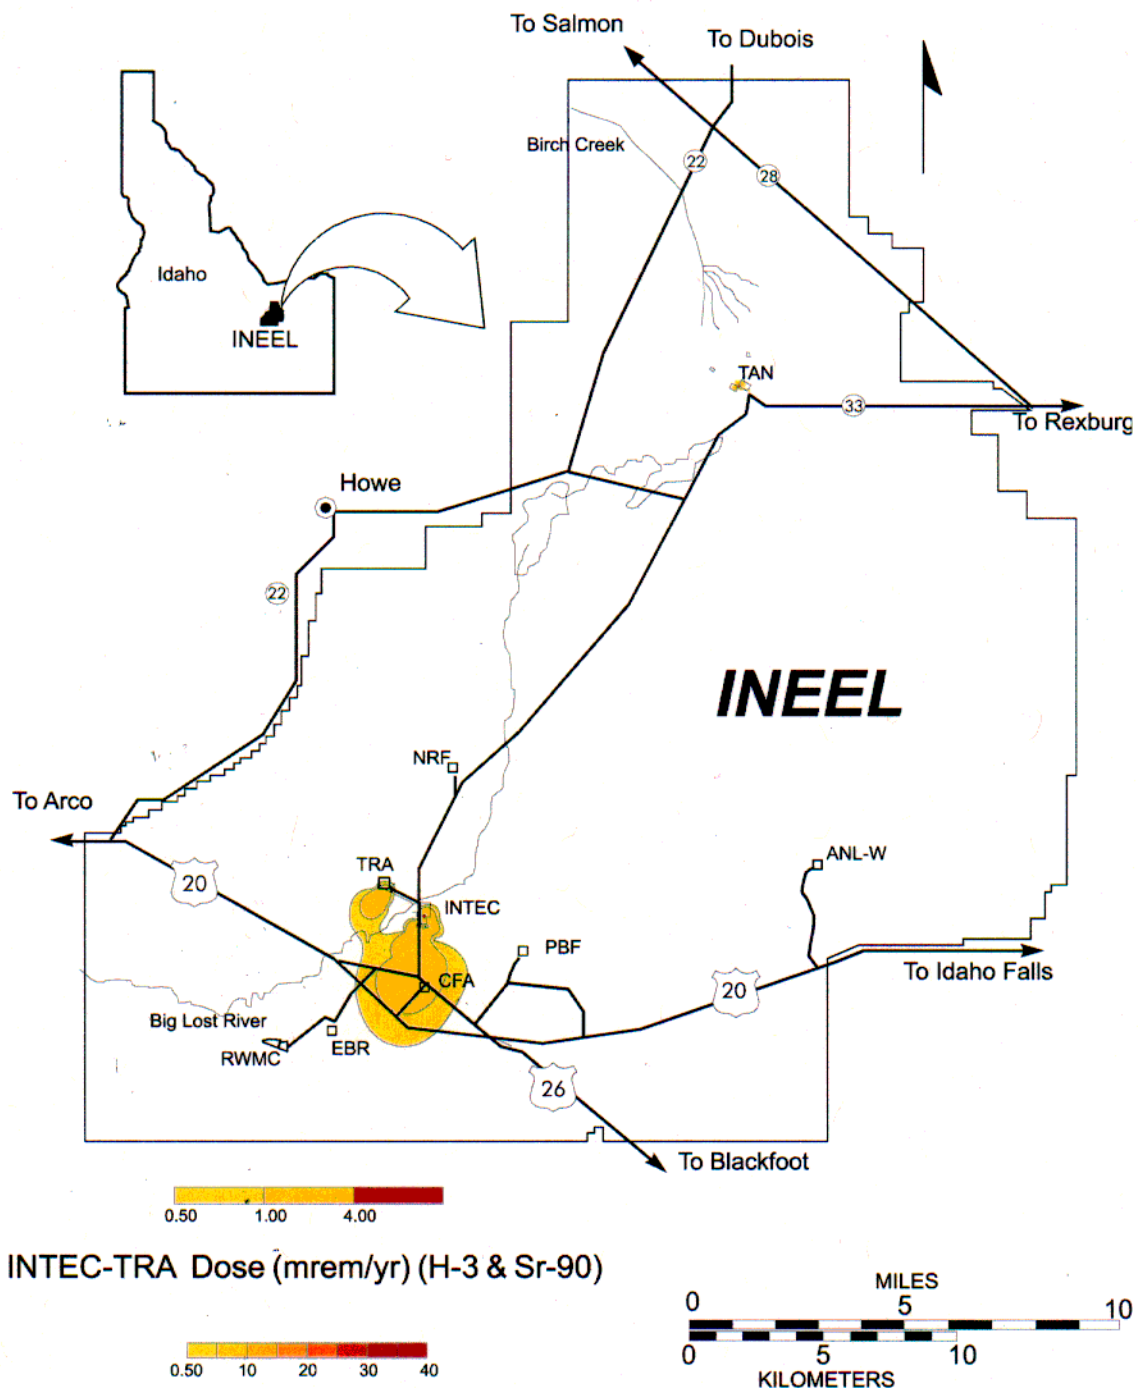 To Salmon
To Dubois
Birch Creek
22
28
Idaho
INEEL
TAN
33
To Rexburg
Howe
22
INEEL
NRF
To Arco
TRA
ANL-W
20
INTEC
PBF
To Idaho Falls
CFA
20
Big Lost River
EBR
RWMC
26
To Blackfoot
0.50 1.00 4.00
INTEC-TRA Dose (mrem/yr) (H-3 & Sr-90)
MILES
0 5 10
0.50 10 20 30 40
0 5 10
KILOMETERS